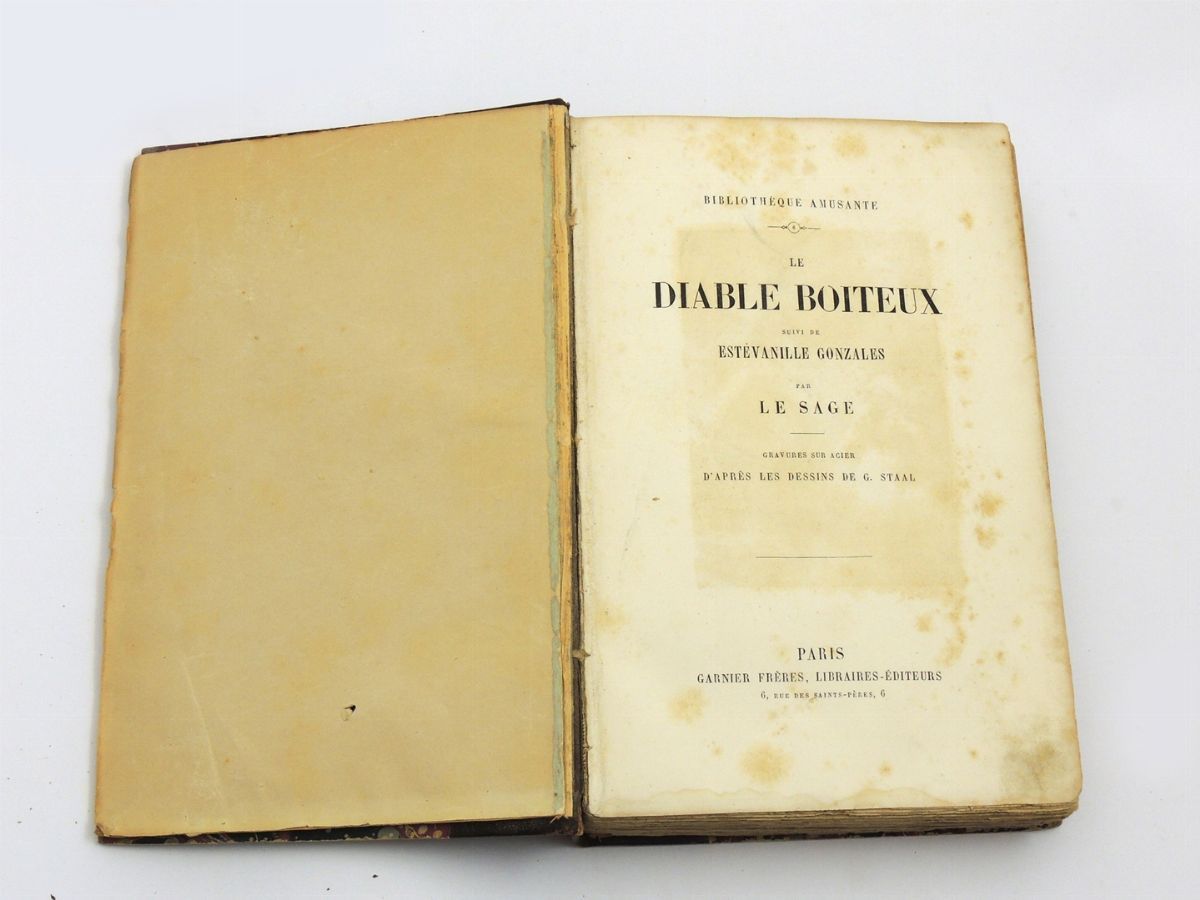 BIBLIOTHÈQUE AMUSANTE
LE
DIABLE BOITEUX
SUIVI DE
ESTÉVANILLE GONZALES
PAR
LE SAGE
GRAVURES SUR ACIER
D'APRÈS LES DESSINS DE G. STAAL
PARIS
GARNIER FRÈRES, LIBRAIRES-ÉDITEURS
6, RUE DES SAINTS-PÈRES, 6